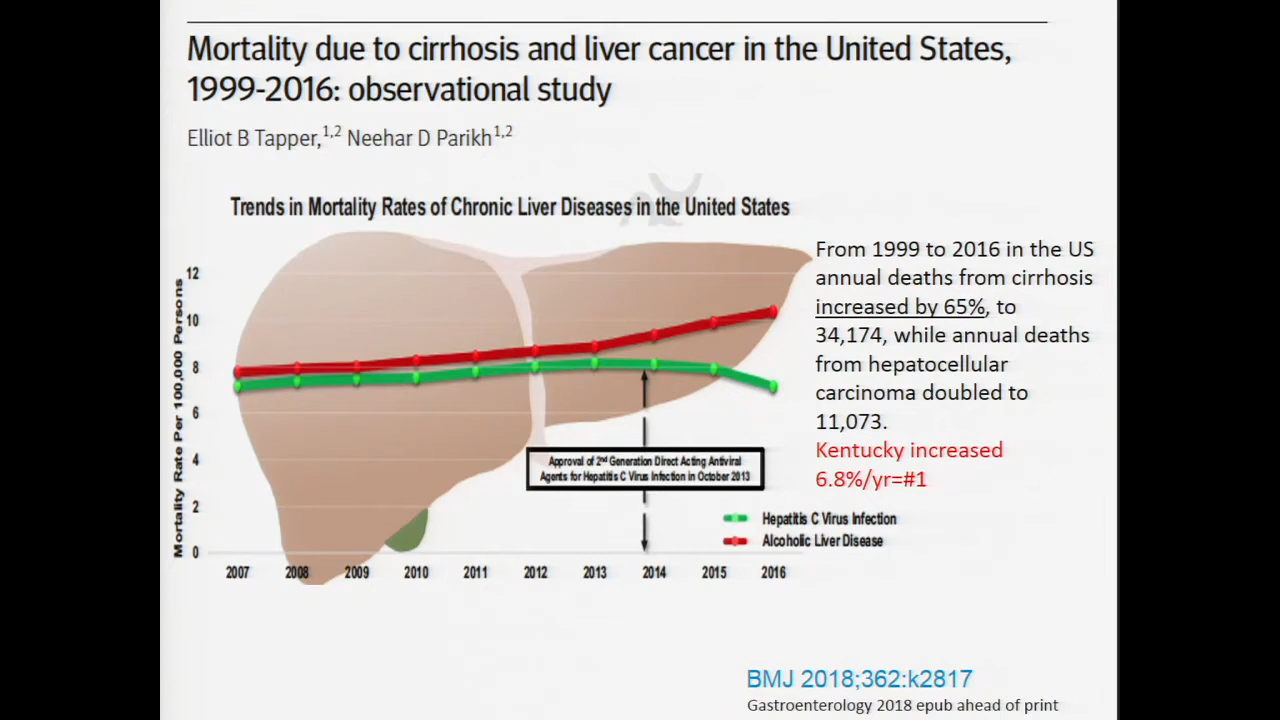 Mortality due to cirrhosis and liver cancer in the United States,
1999-2016: observational study
Elliot B Tapper,1,2 Neehar D Parikh1,2
Trends in Mortality Rates of Chronic Liver Diseases in the United States
From 1999 to 2016 in the US
annual deaths from cirrhosis
increased by 65%, to
34,174, while annual deaths
from hepatocellular
carcinoma doubled to
11,073.
Kentucky increased
6.8%/yr=#1
Mortality Rate Per 100,000 Persons
12
10
8
6
4
2
0
Approval of 2nd Generation Direct Acting Antiviral
Agents for Hepatitis C Virus Infection in October 2013
Hepatitis C Virus Infection
Alcoholic Liver Disease
2007 2008 2009 2010 2011 2012 2013 2014 2015 2016
BMJ 2018;362:k2817
Gastroenterology 2018 epub ahead of print